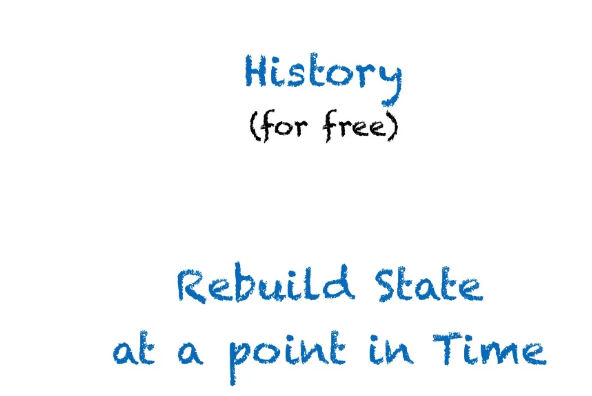 History
(for free)
Rebuild State
at a point in Time